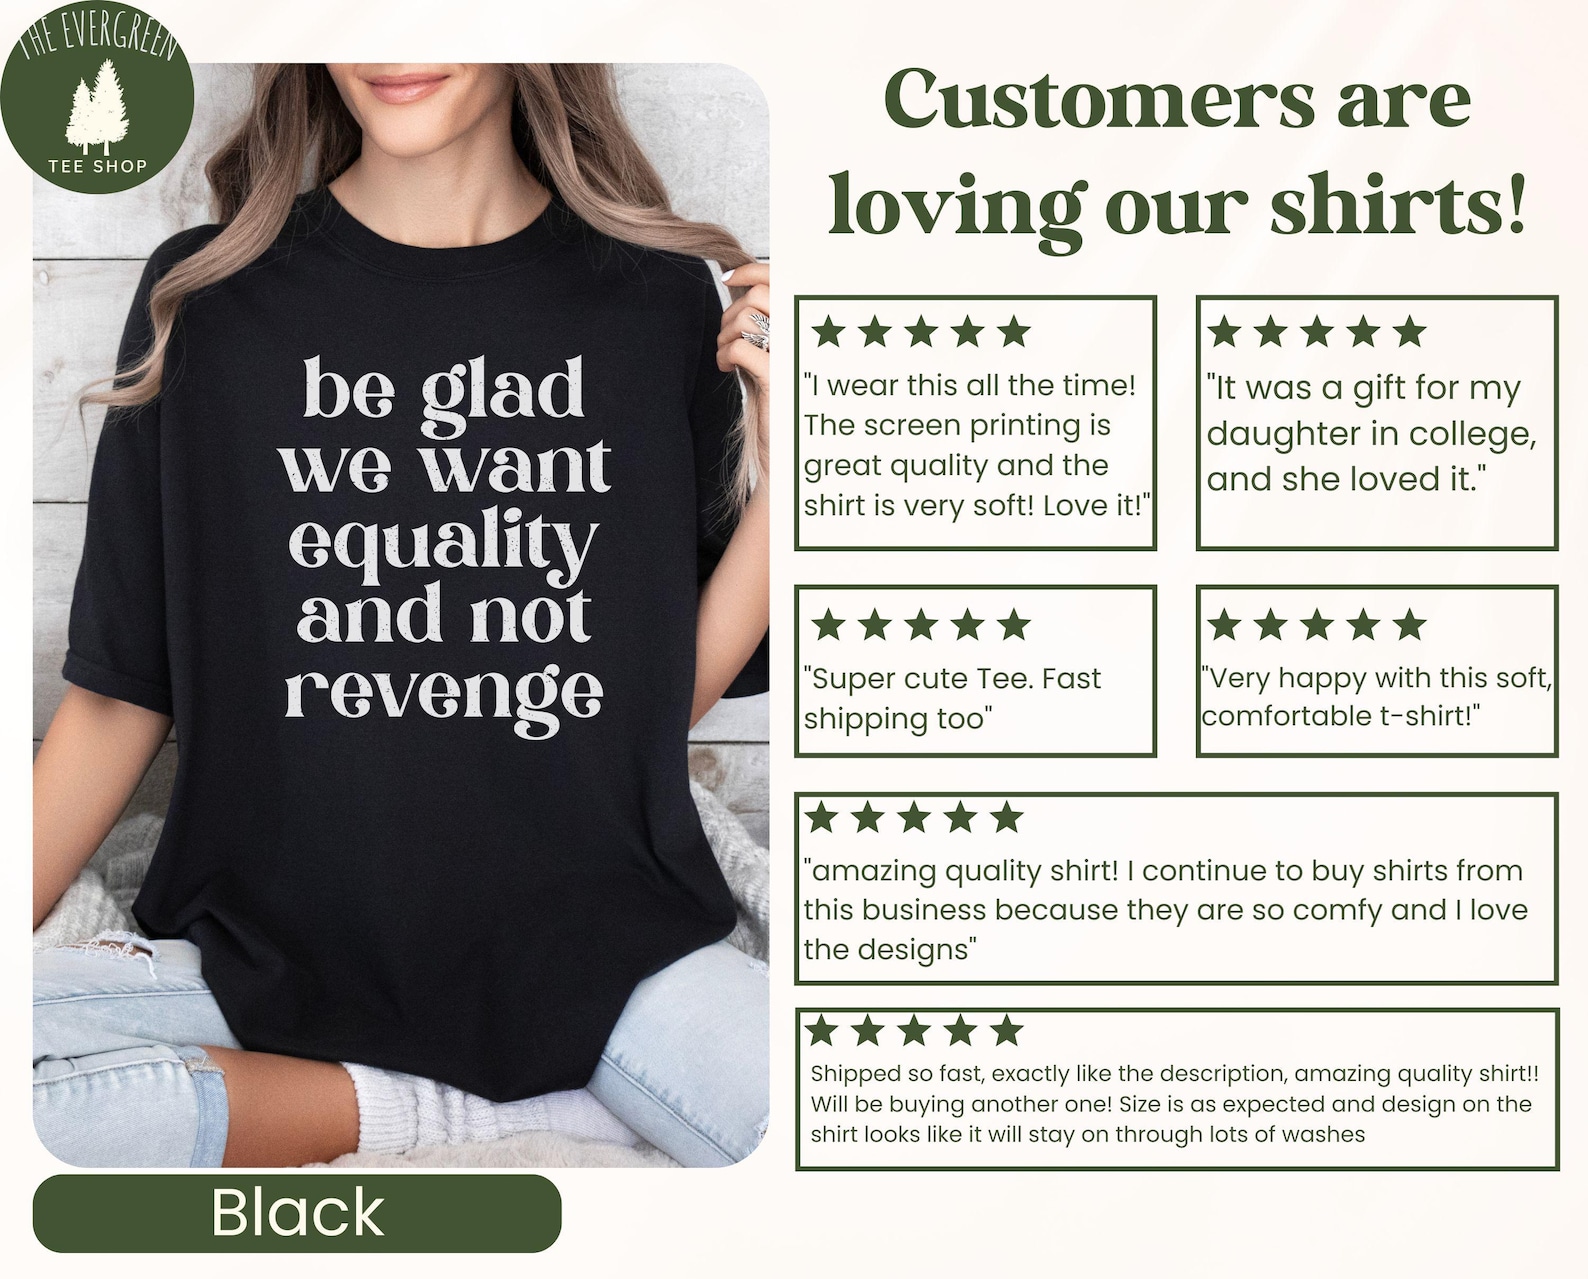 THE EVERGREEN
TEE SHOP
be glad
we want
equality
and not
revenge
Black
Customers are
loving our shirts!
"I wear this all the time!
The screen printing is
great quality and the
shirt is very soft! Love it!"
"It was a gift for my
daughter in college,
and she loved it."
"Super cute Tee. Fast
shipping too"
"Very happy with this soft,
comfortable t-shirt!"
"amazing quality shirt! I continue to buy shirts from
this business because they are so comfy and I love
the designs"
Shipped so fast, exactly like the description, amazing quality shirt!!
Will be buying another one! Size is as expected and design on the
shirt looks like it will stay on through lots of washes